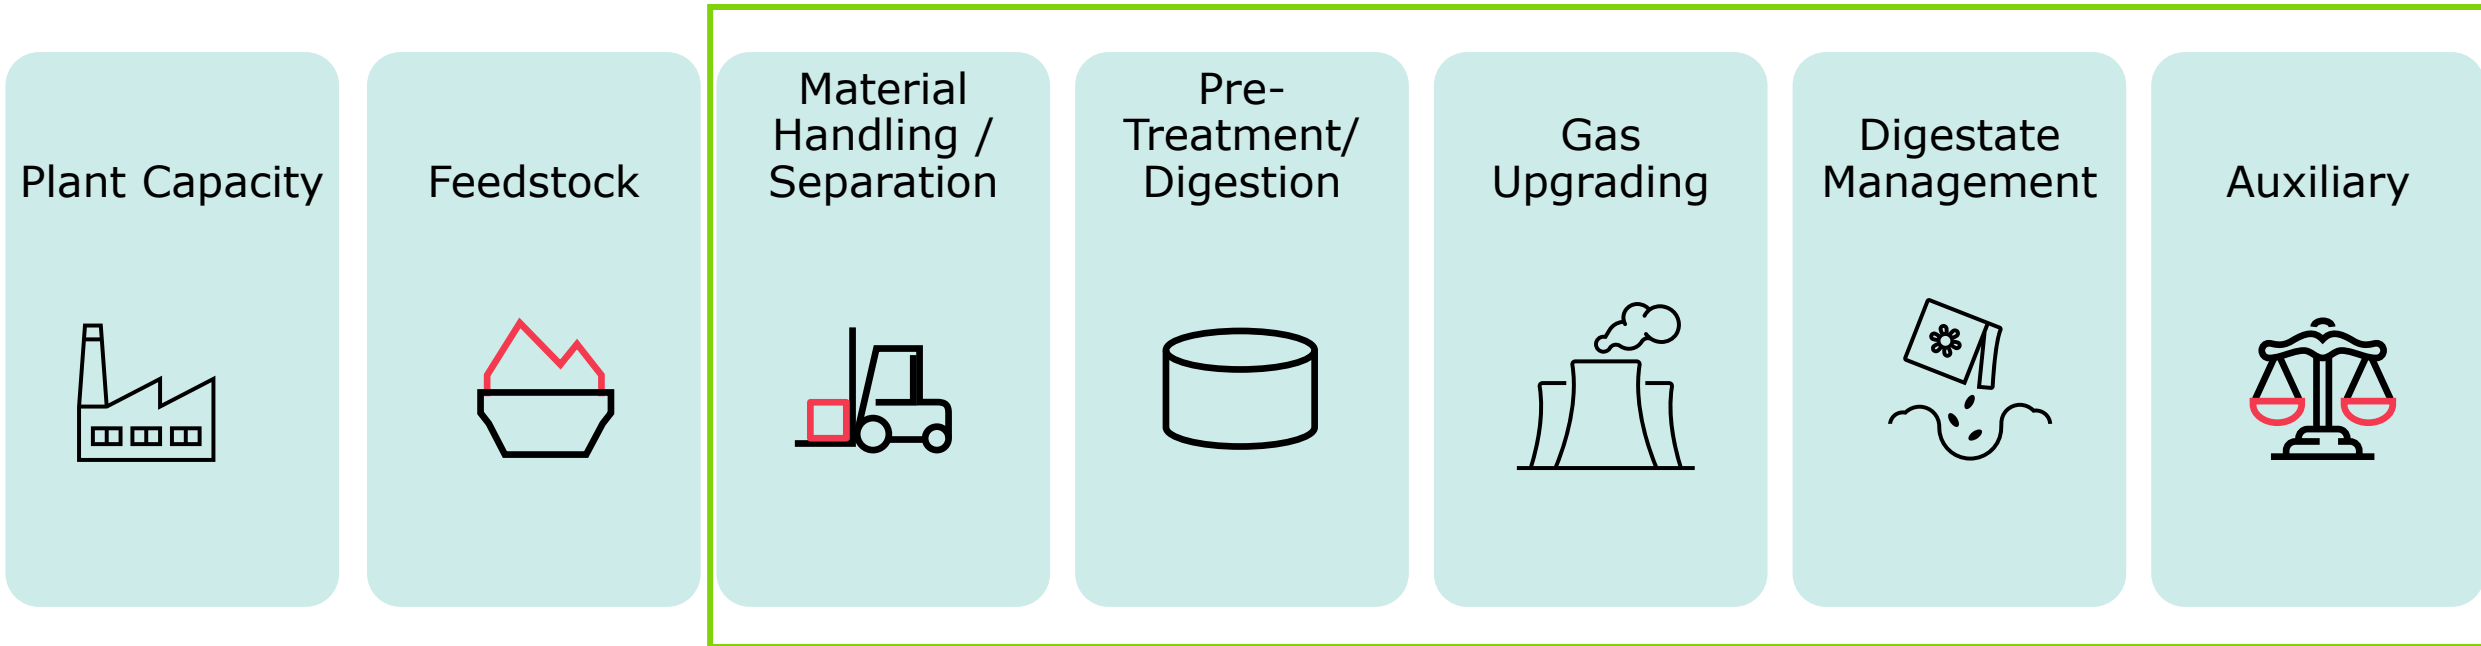 Plant Capacity
Feedstock
Material
Handling /
Separation
Pre-
Treatment/
Digestion
Gas
Upgrading
Digestate
Management
Auxiliary